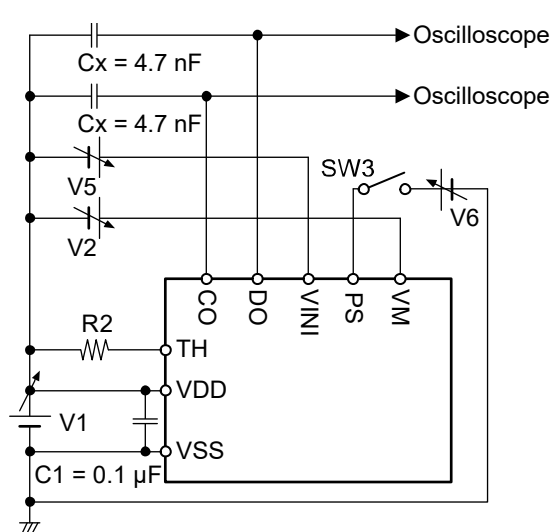 Oscilloscope
Cx = 4.7 nF
Oscilloscope
Cx = 4.7 nF
V5
SW3
V6
V2
CO
DO
VINI
PS
VM
R2
TH
VDD
V1
VSS
C1 = 0.1 µF